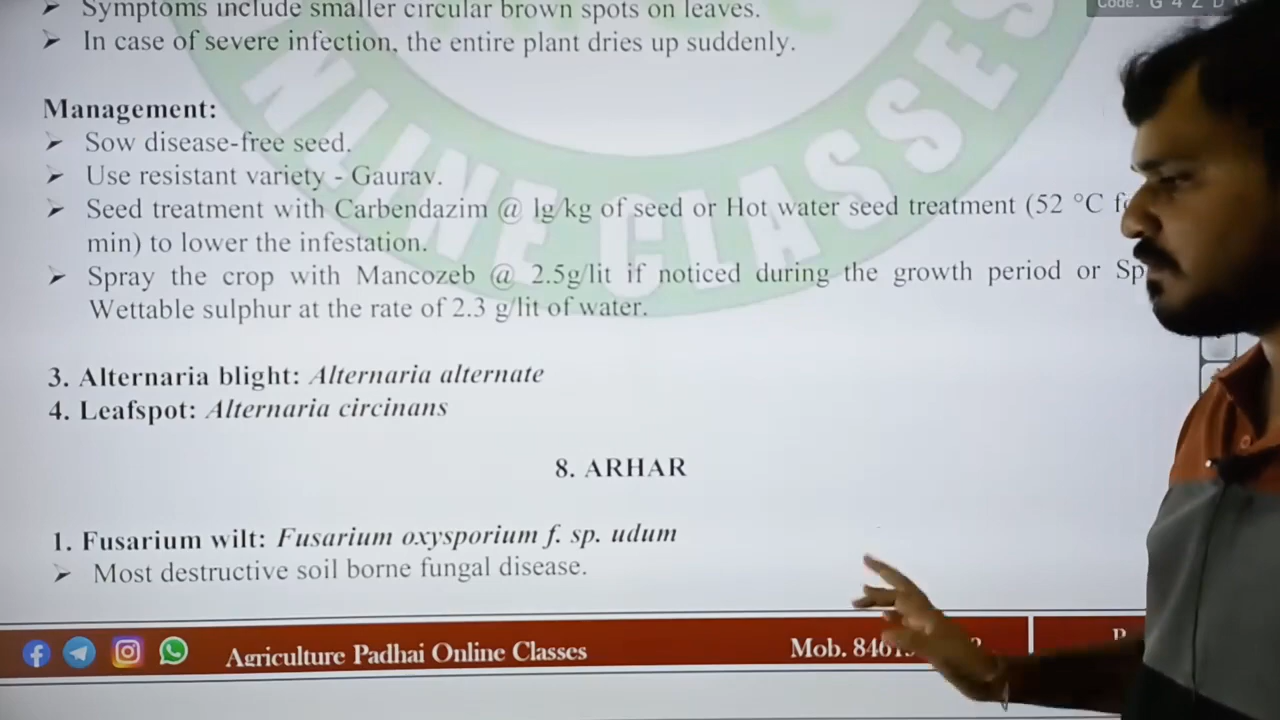 Code: G 4 Z D
➤ Symptoms include smaller circular brown spots on leaves.
➤ In case of severe infection, the entire plant dries up suddenly.
Management:
➤ Sow disease-free seed.
➤ Use resistant variety - Gaurav.
➤ Seed treatment with Carbendazim @ lg/kg of seed or Hot water seed treatment (52 °C
min) to lower the infestation.
➤ Spray the crop with Mancozeb @ 2.5g/lit if noticed during the growth period or
Wettable sulphur at the rate of 2.3 g/lit of water.
3. Alternaria blight: Alternaria alternate
4. Leafspot: Alternaria circinans
8. ARHAR
1. Fusarium wilt: Fusarium oxysporium f. sp. udum
➤ Most destructive soil borne fungal disease.
Agriculture Padhai Online Classes
Mob.
NLINE CLASSES